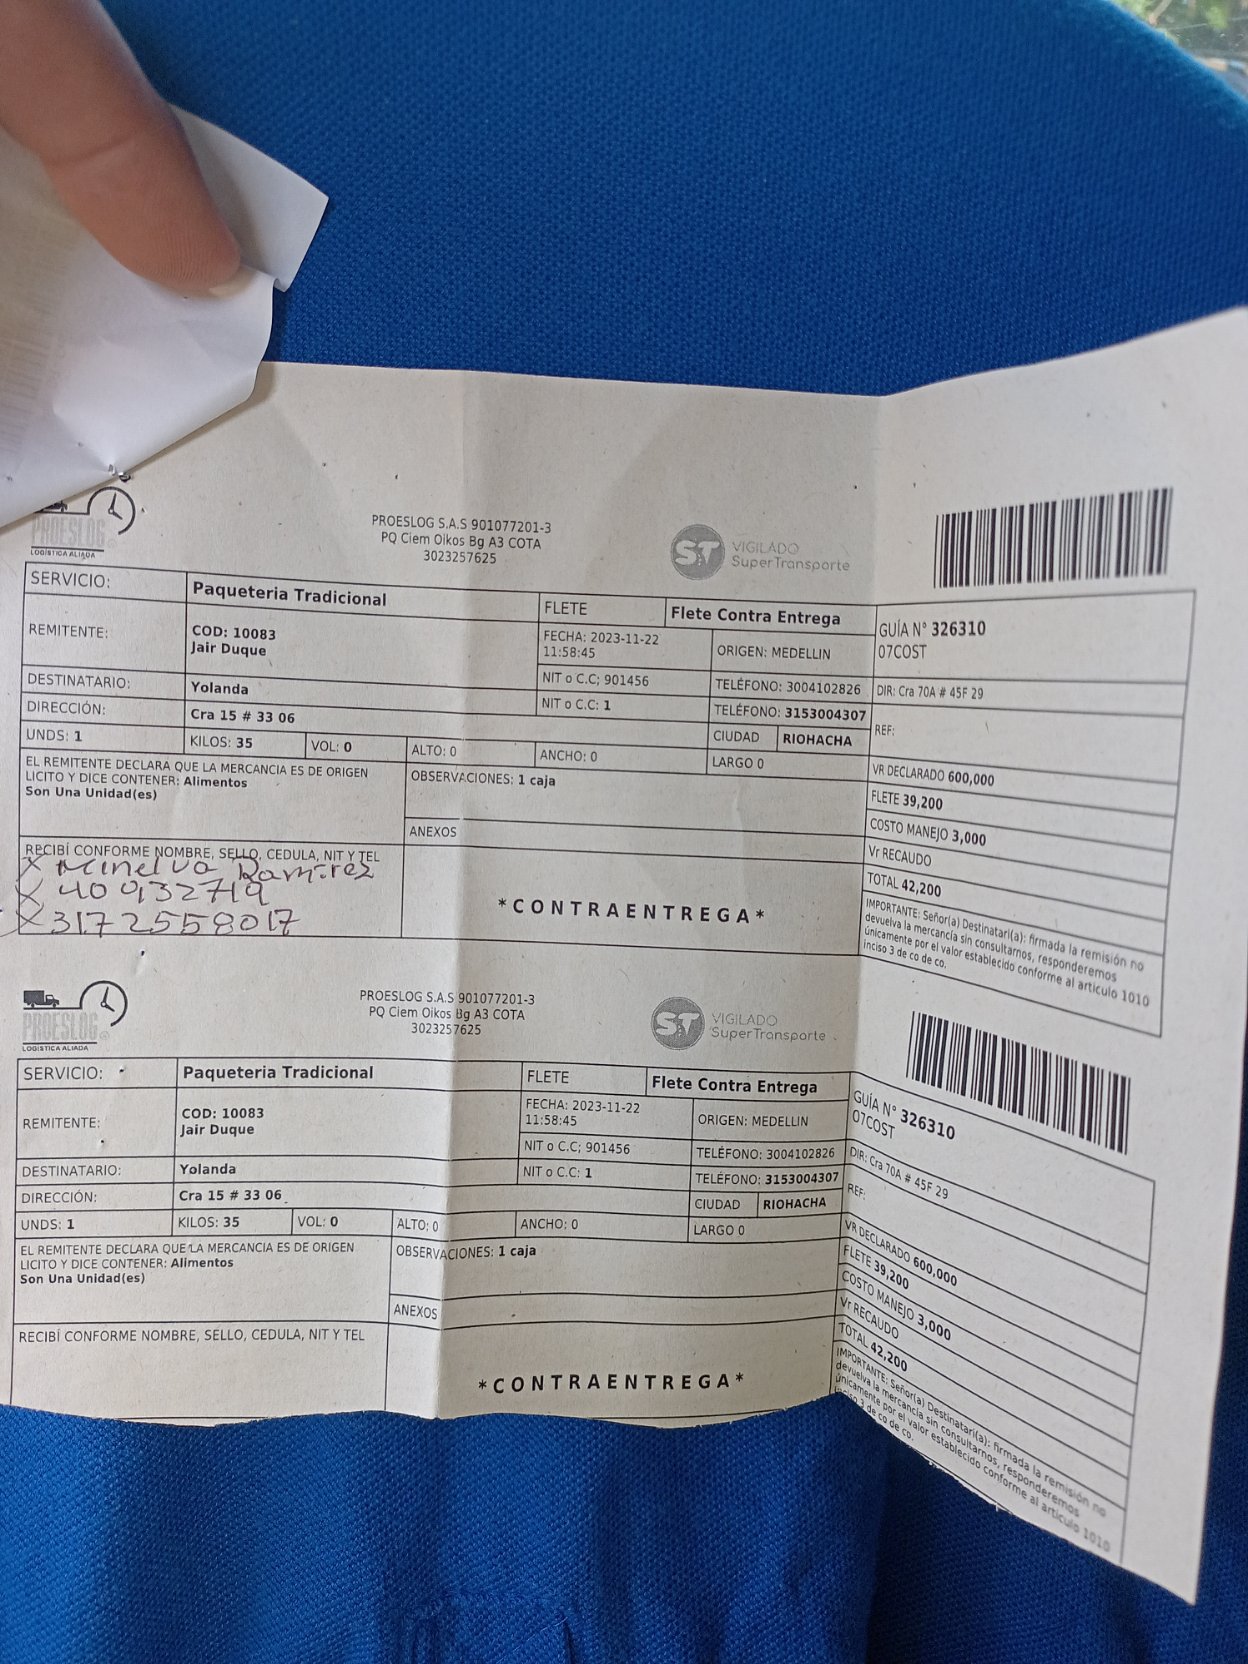 PROESLOG
LOGISTICA ALIADA
PROESLOG S.A.S 901077201-3
PQ Ciem Oikos Bg A3 COTA
3023257625
ST VIGILADO
SuperTransporte
SERVICIO: Paqueteria Tradicional FLETE Flete Contra Entrega
REMITENTE: COD: 10083
Jair Duque
FECHA: 2023-11-22
11:58:45
ORIGEN: MEDELLIN
GUÍA N° 326310
07COST
DESTINATARIO: Yolanda NIT o C.C; 901456 TELÉFONO: 3004102826 DIR: Cra 70A # 45F 29
DIRECCIÓN: Cra 15 # 33 06 NIT o C.C: 1 TELÉFONO: 3153004307 REF:
CIUDAD RIOHACHA
UNDS: 1 KILOS: 35 VOL: 0 ALTO: 0 ANCHO: 0 LARGO 0
EL REMITENTE DECLARA QUE LA MERCANCIA ES DE ORIGEN
LICITO Y DICE CONTENER: Alimentos
Son Una Unidad(es)
OBSERVACIONES: 1 caja
ANEXOS
VR DECLARADO 600,000
FLETE 39,200
COSTO MANEJO 3,000
Vr RECAUDO
TOTAL 42,200
RECIBÍ CONFORME NOMBRE, SELLO, CEDULA, NIT Y TEL
X Minelva Ramirez
X 40932719
X 3172558017
*CONTRAENTREGA*
IMPORTANTE: Señor(a) Destinatari(a): firmada la remisión no
devuelva la mercancía sin consultarnos, responderemos
únicamente por el valor establecido conforme al artículo 1010
inciso 3 de co de co.
PROESLOG
LOGISTICA ALIADA
PROESLOG S.A.S 901077201-3
PQ Ciem Oikos Bg A3 COTA
3023257625
ST VIGILADO
SuperTransporte
SERVICIO: Paqueteria Tradicional FLETE Flete Contra Entrega
REMITENTE: COD: 10083
Jair Duque
FECHA: 2023-11-22
11:58:45
ORIGEN: MEDELLIN
GUÍA N° 326310
07COST
DESTINATARIO: Yolanda NIT o C.C; 901456 TELÉFONO: 3004102826 DIR: Cra 70A # 45F 29
DIRECCIÓN: Cra 15 # 33 06 NIT o C.C: 1 TELÉFONO: 3153004307 REF:
CIUDAD RIOHACHA
UNDS: 1 KILOS: 35 VOL: 0 ALTO: 0 ANCHO: 0 LARGO 0
EL REMITENTE DECLARA QUE LA MERCANCIA ES DE ORIGEN
LICITO Y DICE CONTENER: Alimentos
Son Una Unidad(es)
OBSERVACIONES: 1 caja
ANEXOS
VR DECLARADO 600,000
FLETE 39,200
COSTO MANEJO 3,000
Vr RECAUDO
TOTAL 42,200
RECIBÍ CONFORME NOMBRE, SELLO, CEDULA, NIT Y TEL
*CONTRAENTREGA*
IMPORTANTE: Señor(a) Destinatari(a): firmada la remisión no
devuelva la mercancía sin consultarnos, responderemos
únicamente por el valor establecido conforme al artículo 1010
inciso 3 de co de co.